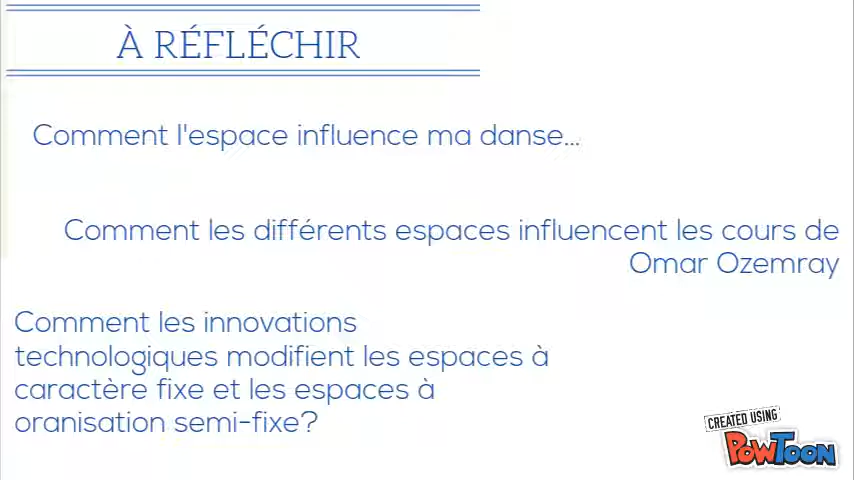 À RÉFLÉCHIR
Comment l'espace influence ma danse...
Comment les différents espaces influencent les cours de
Omar Ozemray
Comment les innovations
technologiques modifient les espaces à
caractère fixe et les espaces à
oranisation semi-fixe?
CREATED USING
POWTOON